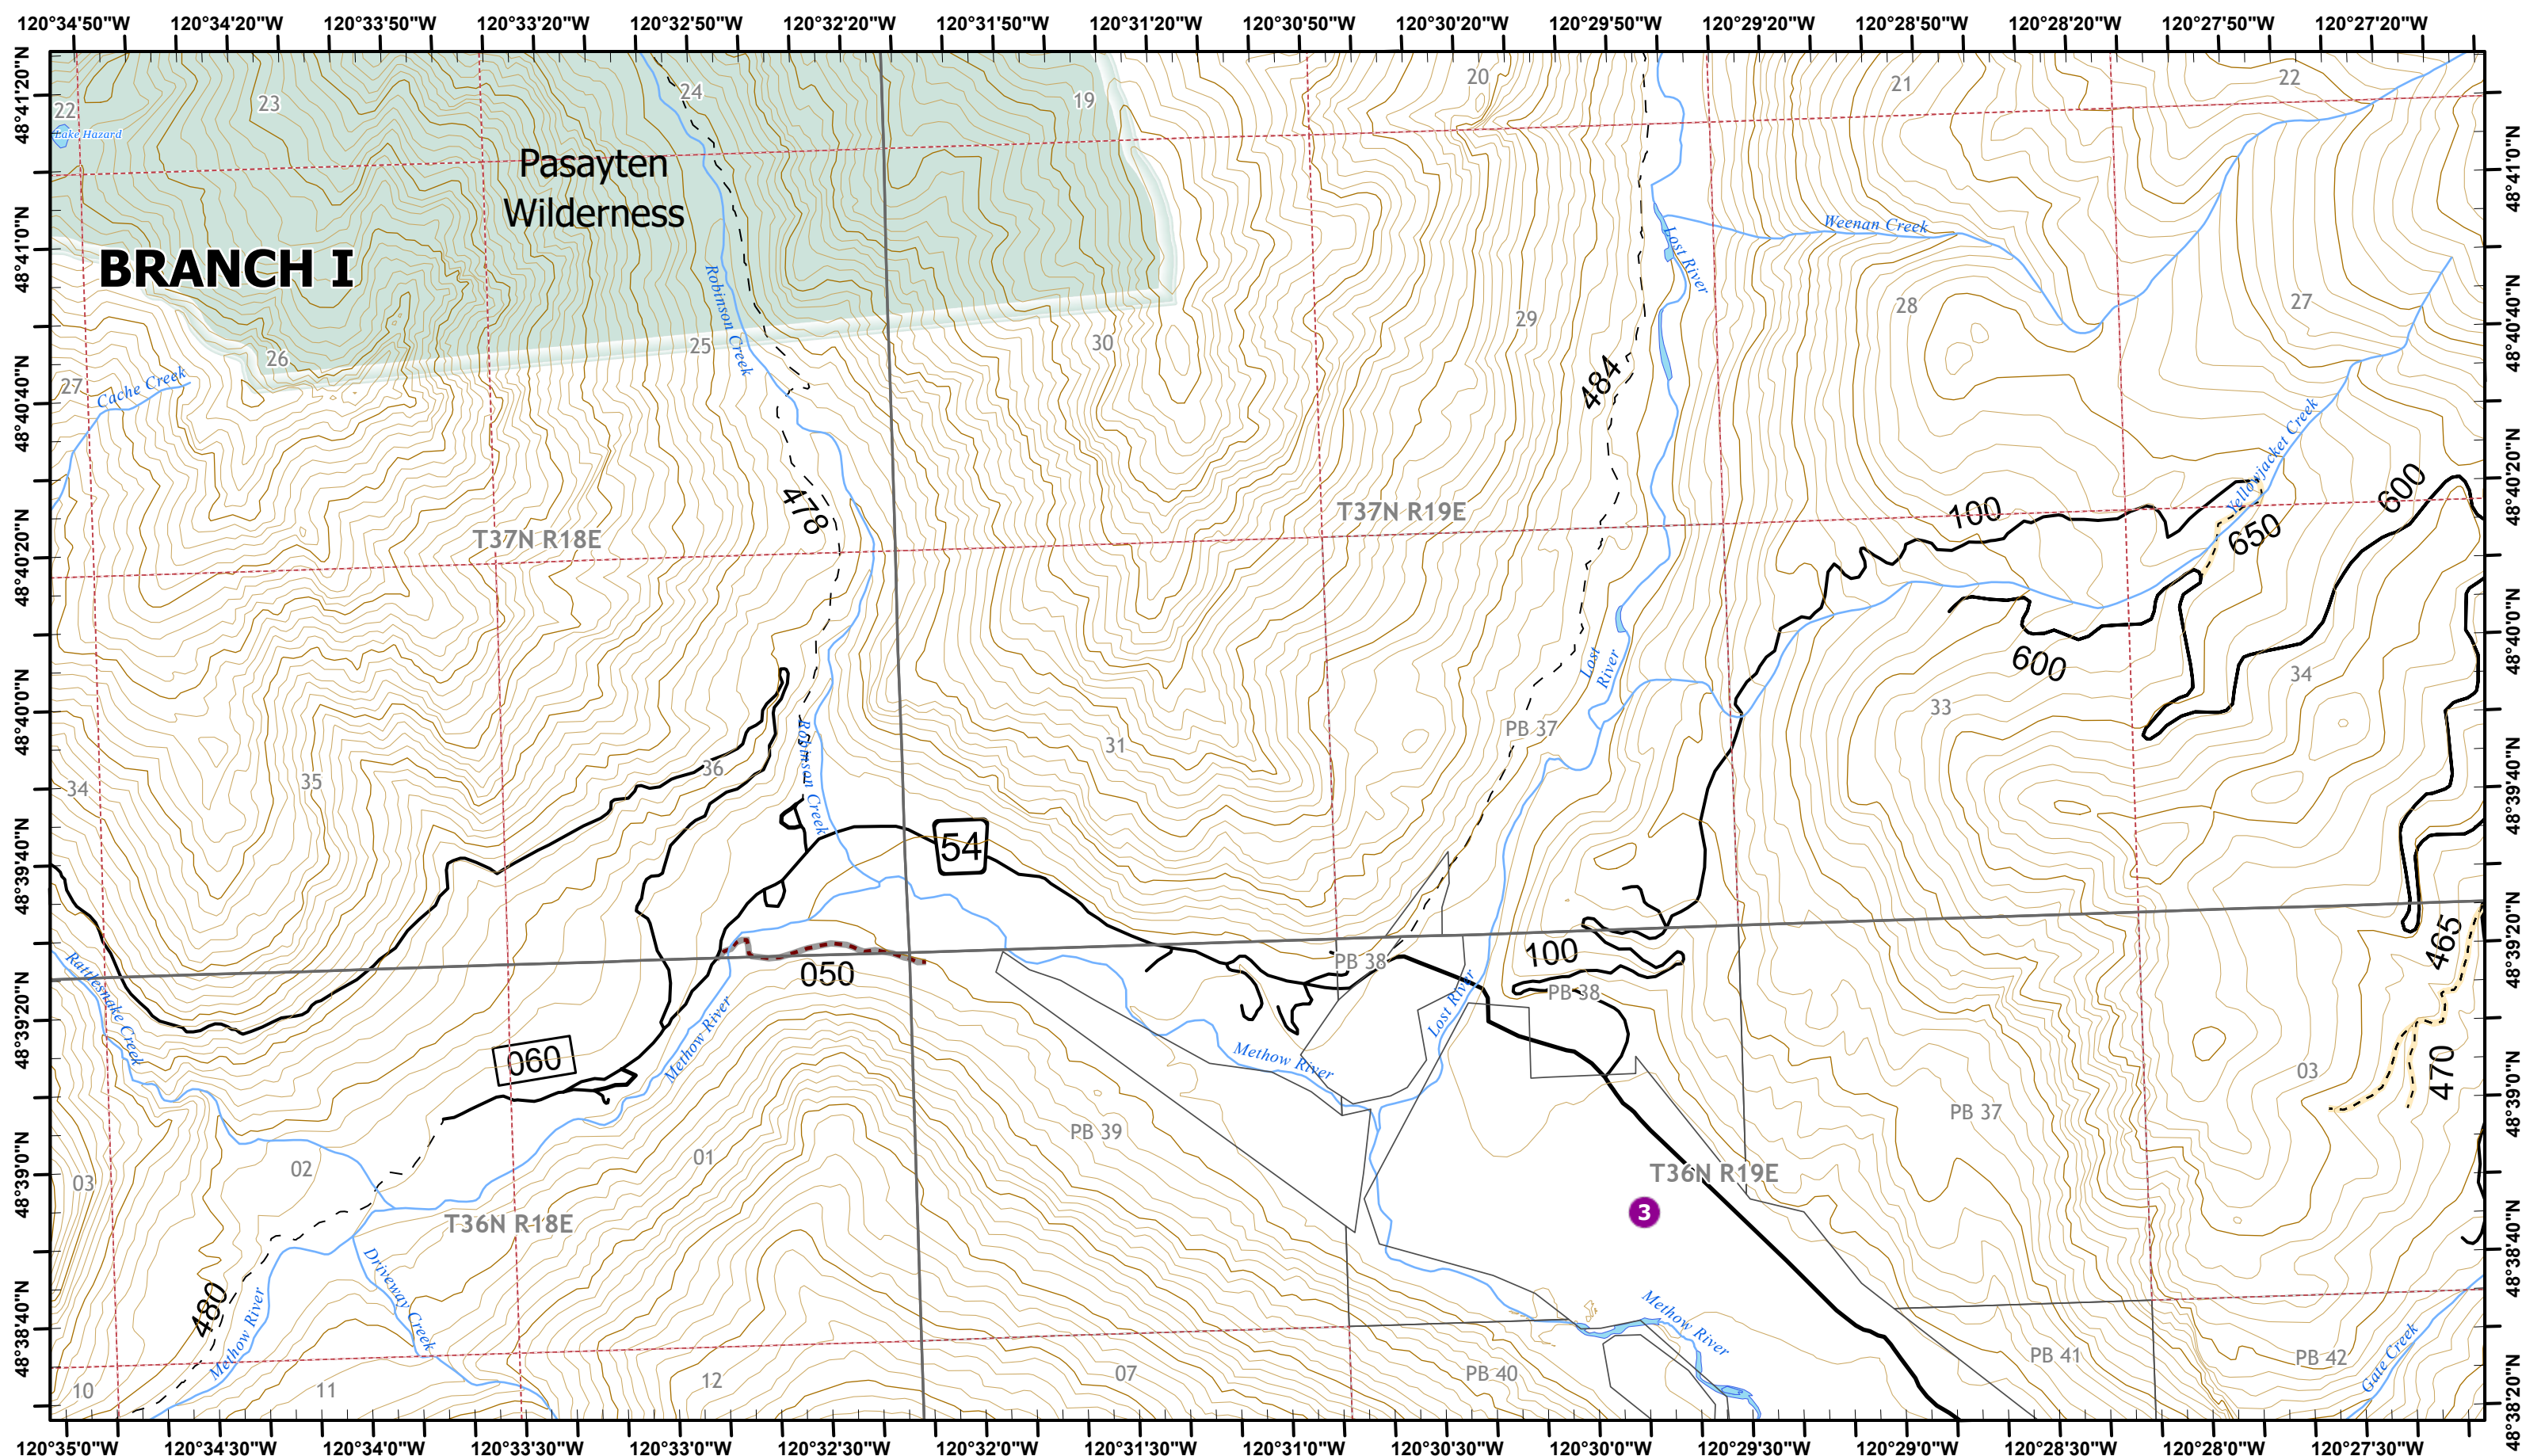 120°34'50"W 120°34'20"W 120°33'50"W 120°33'20"W 120°32'50"W 120°32'20"W 120°31'50"W 120°31'20"W 120°30'50"W 120°30'20"W 120°29'50"W 120°29'20"W 120°28'50"W 120°28'20"W 120°27'50"W 120°27'20"W
48°41'20"N
48°41'0"N
48°40'40"N
48°40'20"N
48°40'0"N
48°39'40"N
48°39'20"N
48°39'0"N
48°38'40"N
22 23 24 19 20 21 22
Lake Hazard
Pasayten
Wilderness
BRANCH I
Robinson Creek
Lost River
Weenan Creek
26 25 30 29 28 27
27
Cache Creek
484
478
T37N R18E
T37N R19E
100
Yellowjacket Creek
650
600
600
Lost
River
34 35 36 31 PB 37 33 34
Robinson Creek
54
050
100
PB 38
PB 38
465
470
Rattlesnake Creek
060
Methow River
Methow River
Lost River
03 02 01 PB 39 PB 37 03
T36N R18E
T36N R19E
3
480
Methow River
Driveway Creek
Methow River
Gate Creek
10 11 12 07 PB 40 PB 41 PB 42
48°41'0"N
48°40'40"N
48°40'20"N
48°40'0"N
48°39'40"N
48°39'20"N
48°39'0"N
48°38'40"N
48°38'20"N
120°35'0"W 120°34'30"W 120°34'0"W 120°33'30"W 120°33'0"W 120°32'30"W 120°32'0"W 120°31'30"W 120°31'0"W 120°30'30"W 120°30'0"W 120°29'30"W 120°29'0"W 120°28'30"W 120°28'0"W 120°27'30"W